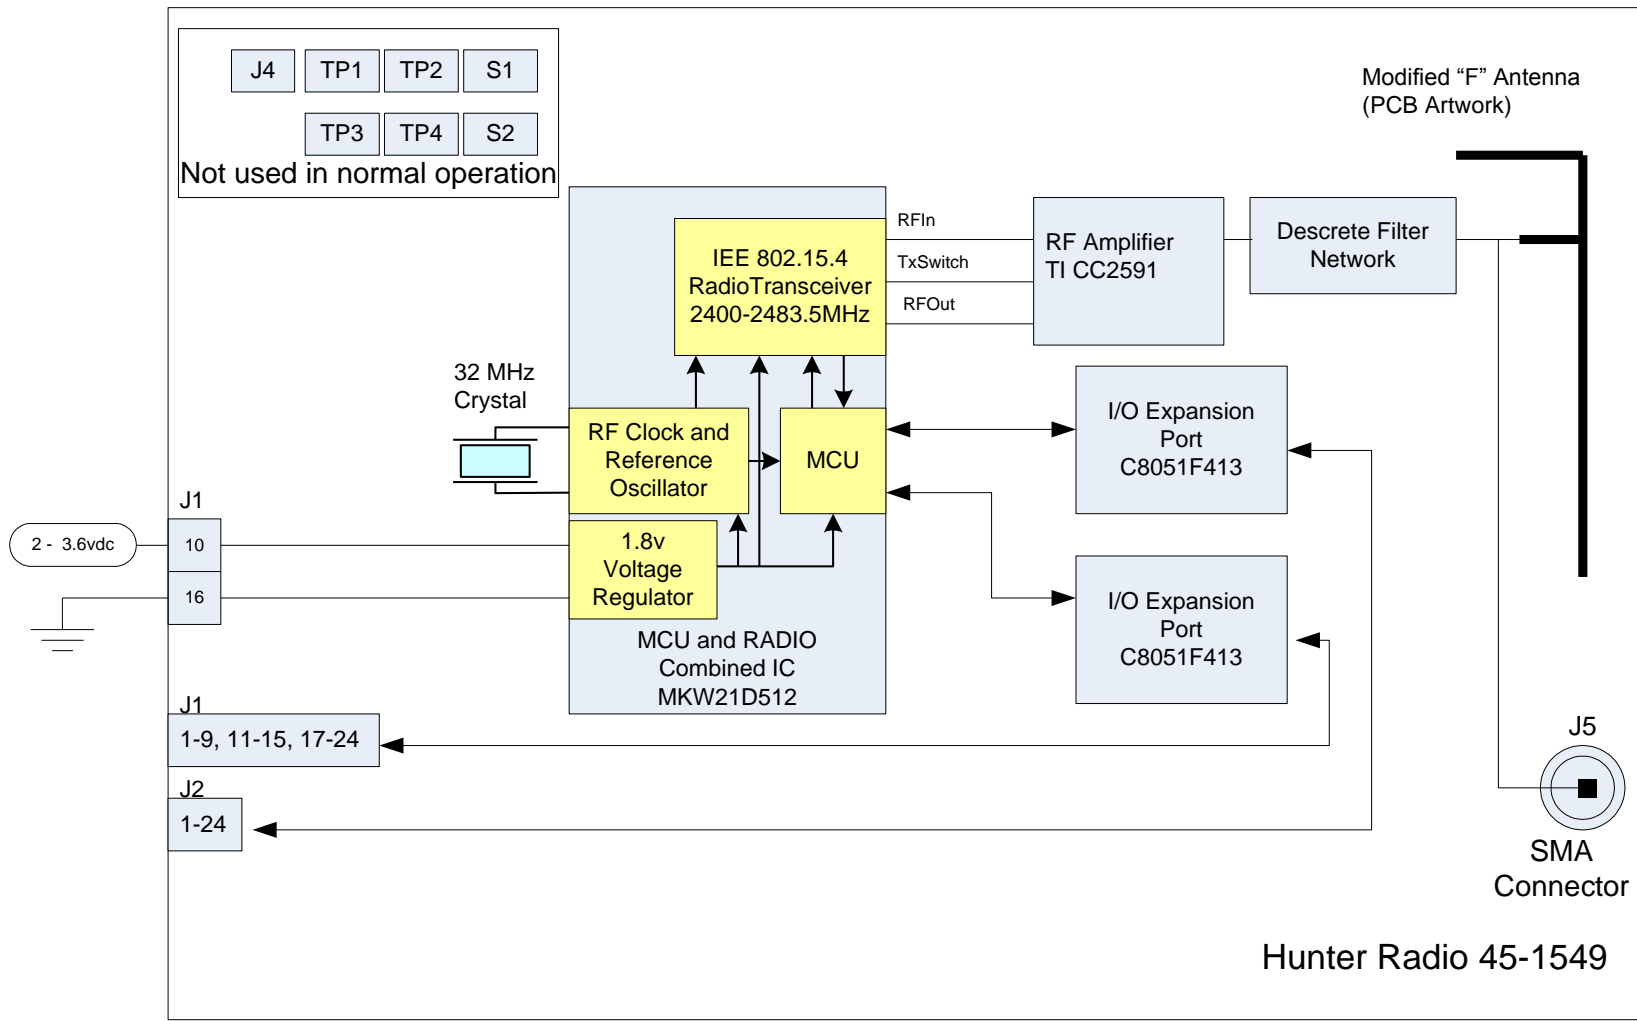 J4 TP1 TP2 S1
TP3 TP4 S2
Not used in normal operation
Modified “F” Antenna
(PCB Artwork)
IEE 802.15.4
RadioTransceiver
2400-2483.5MHz
RFIn
TxSwitch
RFOut
RF Amplifier
TI CC2591
Descrete Filter
Network
32 MHz
Crystal
RF Clock and
Reference
Oscillator
MCU
I/O Expansion
Port
C8051F413
J1
2 - 3.6vdc
10
16
1.8v
Voltage
Regulator
I/O Expansion
Port
C8051F413
MCU and RADIO
Combined IC
MKW21D512
J1
1-9, 11-15, 17-24
J2
1-24
J5
SMA
Connector
Hunter Radio 45-1549